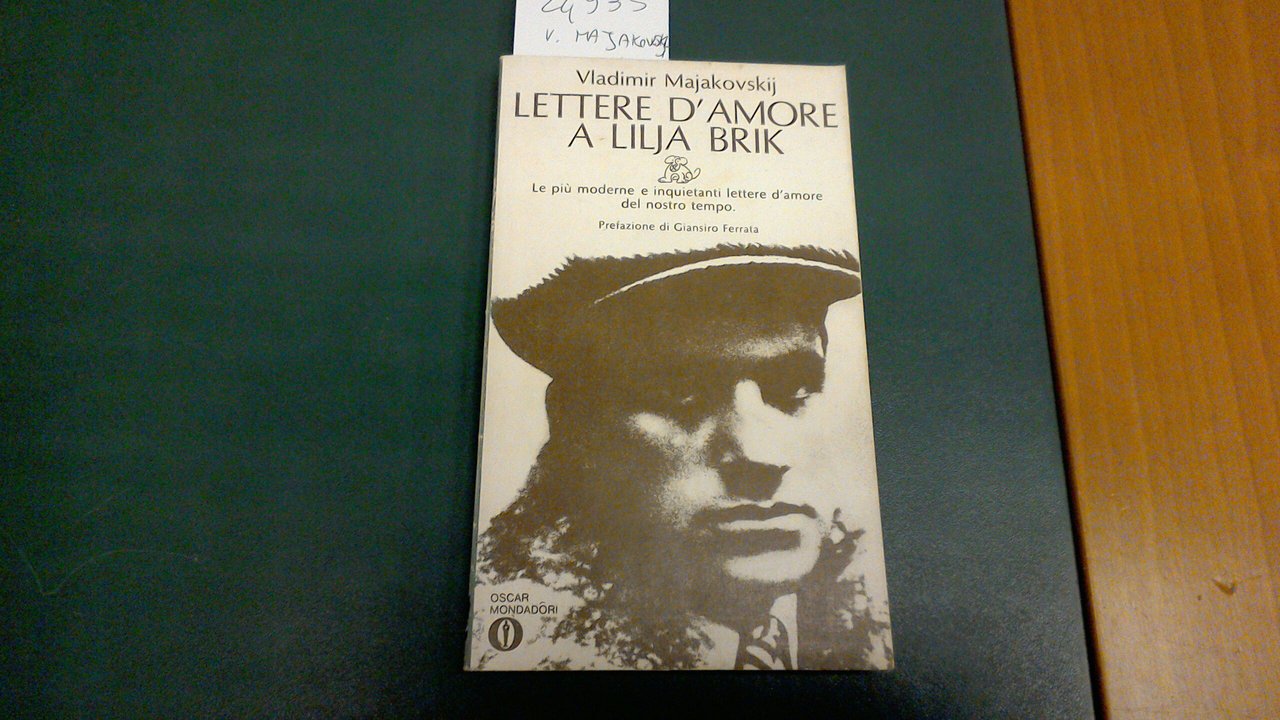 24935
V. MAJAKOVSKIJ
Vladimir Majakovskij
LETTERE D'AMORE
A LILJA BRIK
Le più moderne e inquietanti lettere d'amore
del nostro tempo.
Prefazione di Giansiro Ferrata
OSCAR
MONDADORI